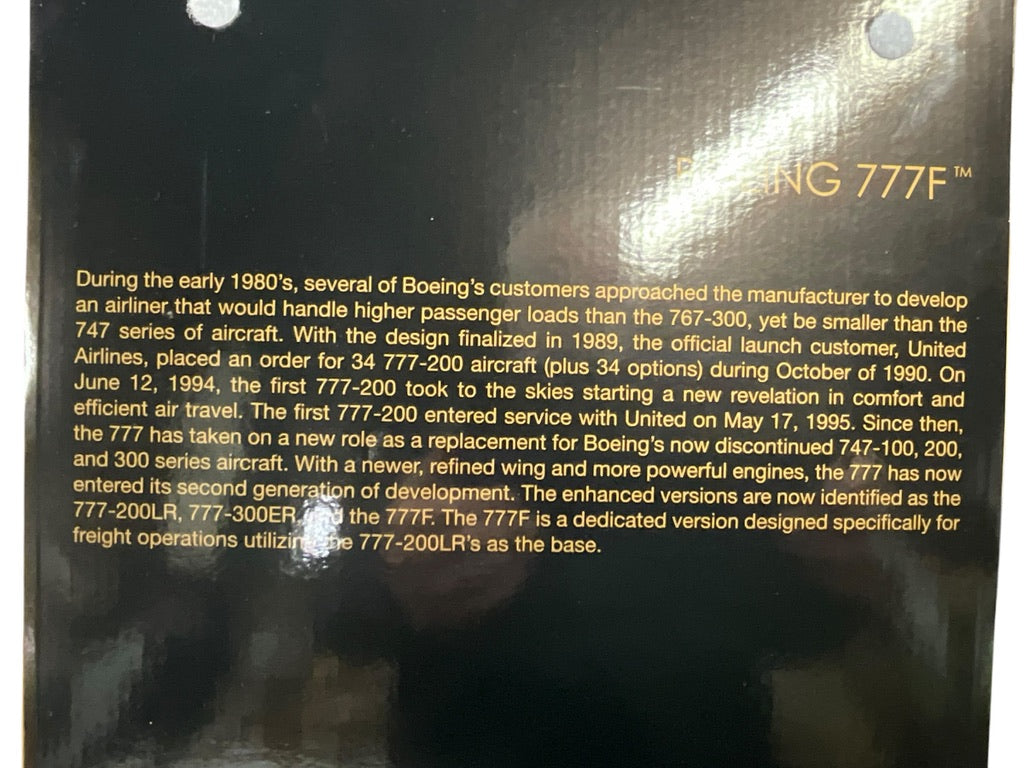 BOEING 777F™
During the early 1980's, several of Boeing's customers approached the manufacturer to develop
an airliner that would handle higher passenger loads than the 767-300, yet be smaller than the
747 series of aircraft. With the design finalized in 1989, the official launch customer, United
Airlines, placed an order for 34 777-200 aircraft (plus 34 options) during October of 1990. On
June 12, 1994, the first 777-200 took to the skies starting a new revelation in comfort and
efficient air travel. The first 777-200 entered service with United on May 17, 1995. Since then,
the 777 has taken on a new role as a replacement for Boeing's now discontinued 747-100, 200,
and 300 series aircraft. With a newer, refined wing and more powerful engines, the 777 has now
entered its second generation of development. The enhanced versions are now identified as the
777-200LR, 777-300ER, and the 777F. The 777F is a dedicated version designed specifically for
freight operations utilizing the 777-200LR's as the base.